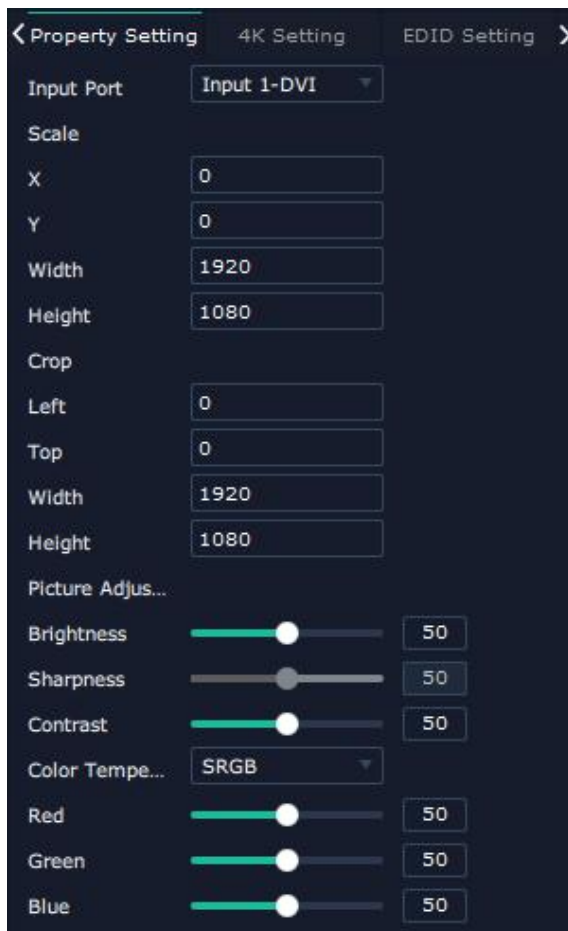 Property Setting 4K Setting EDID Setting
Input Port Input 1-DVI
Scale
X 0
Y 0
Width 1920
Height 1080
Crop
Left 0
Top 0
Width 1920
Height 1080
Picture Adjus...
Brightness 50
Sharpness 50
Contrast 50
Color Tempe... SRGB
Red 50
Green 50
Blue 50